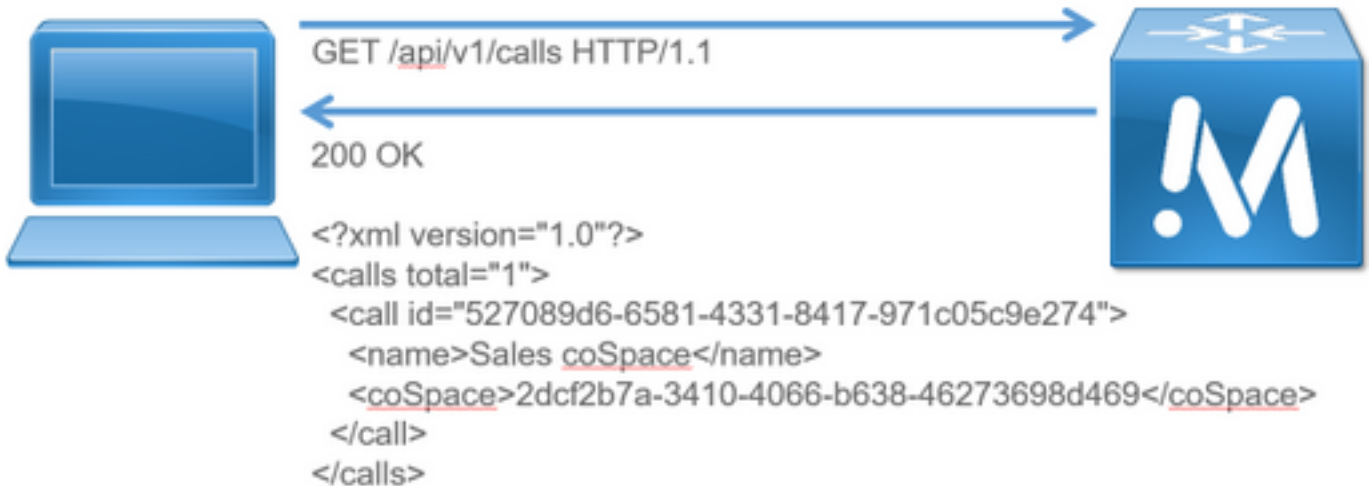 GET /api/v1/calls HTTP/1.1
200 OK
<?xml version="1.0"?>
<calls total="1">
<call id="527089d6-6581-4331-8417-971c05c9e274">
<name>Sales coSpace</name>
<coSpace>2dcf2b7a-3410-4066-b638-46273698d469</coSpace>
</call>
</calls>